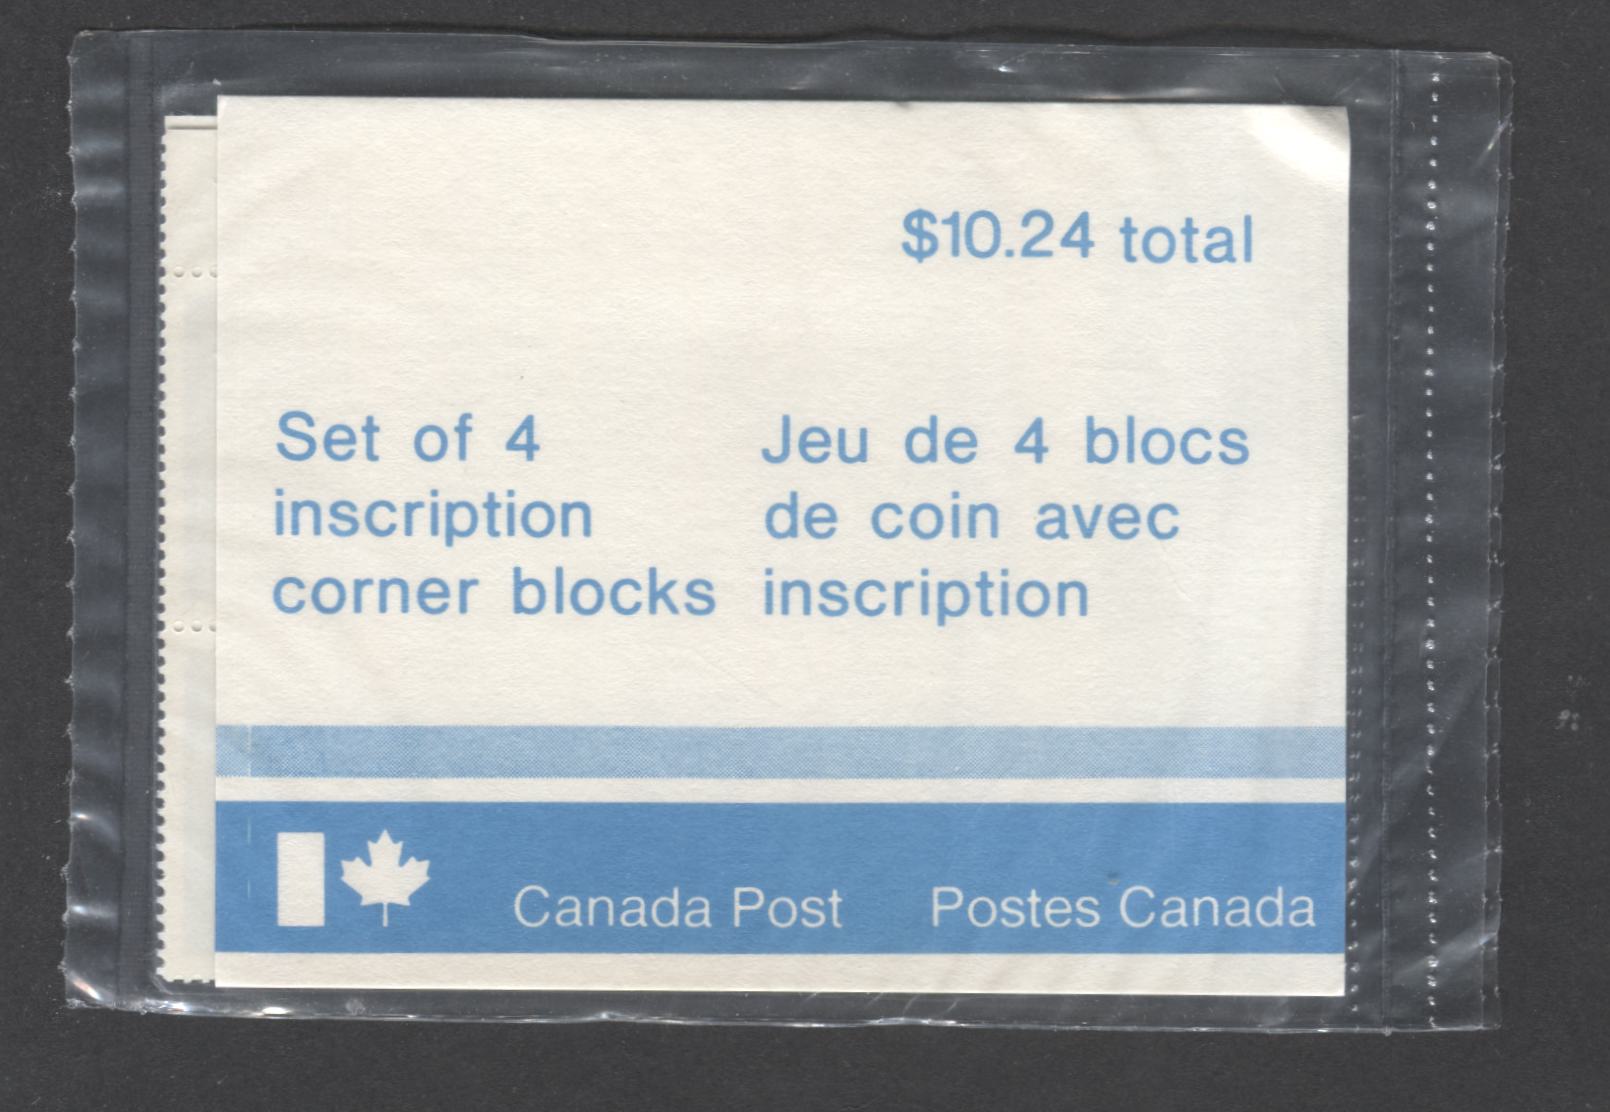 $10.24 total
Set of 4
inscription
corner blocks
Jeu de 4 blocs
de coin avec
inscription
Canada Post
Postes Canada